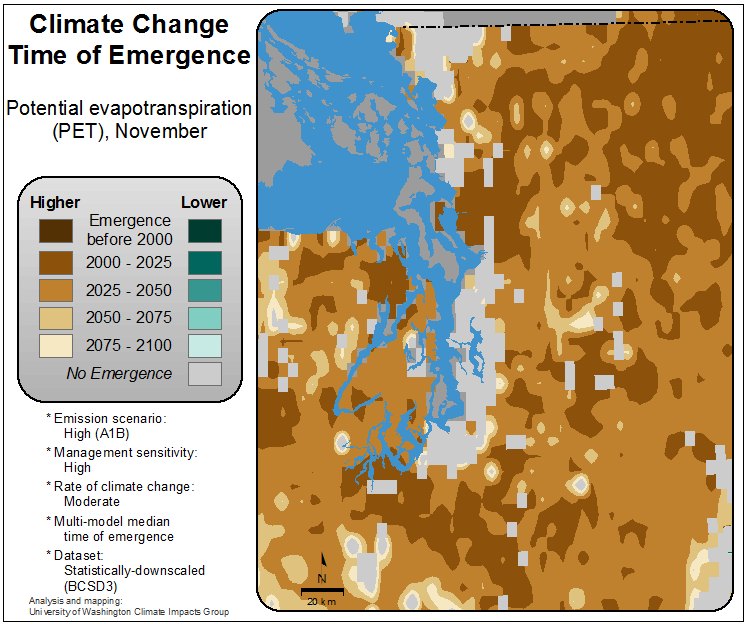 Climate Change
Time of Emergence
Potential evapotranspiration
(PET), November
Higher
Lower
Emergence
before 2000
2000 - 2025
2025 - 2050
2050 - 2075
2075 - 2100
No Emergence
* Emission scenario:
High (A1B)
* Management sensitivity:
High
* Rate of climate change:
Moderate
* Multi-model median
time of emergence
* Dataset:
Statistically-downscaled
(BCSD3)
Analysis and mapping:
University of Washington Climate Impacts Group
N
20 km